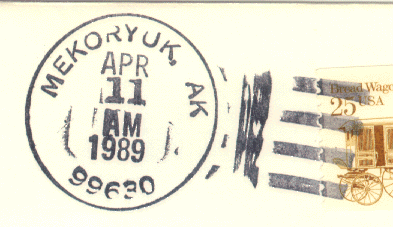 MEKORYUK, AK
APR
11
AM
1989
99630
Bread Wagon
25 USA